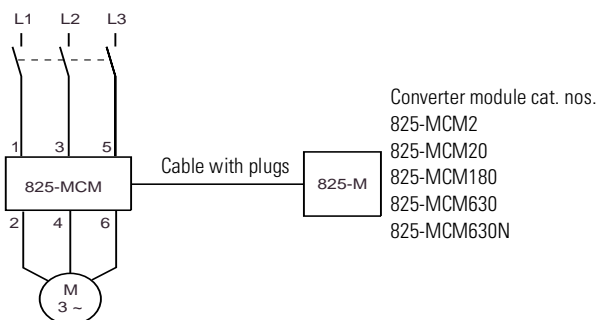 L1 L2 L3
1 3 5
825-MCM
2 4 6
M
3 ~
Cable with plugs
825-M
Converter module cat. nos.
825-MCM2
825-MCM20
825-MCM180
825-MCM630
825-MCM630N